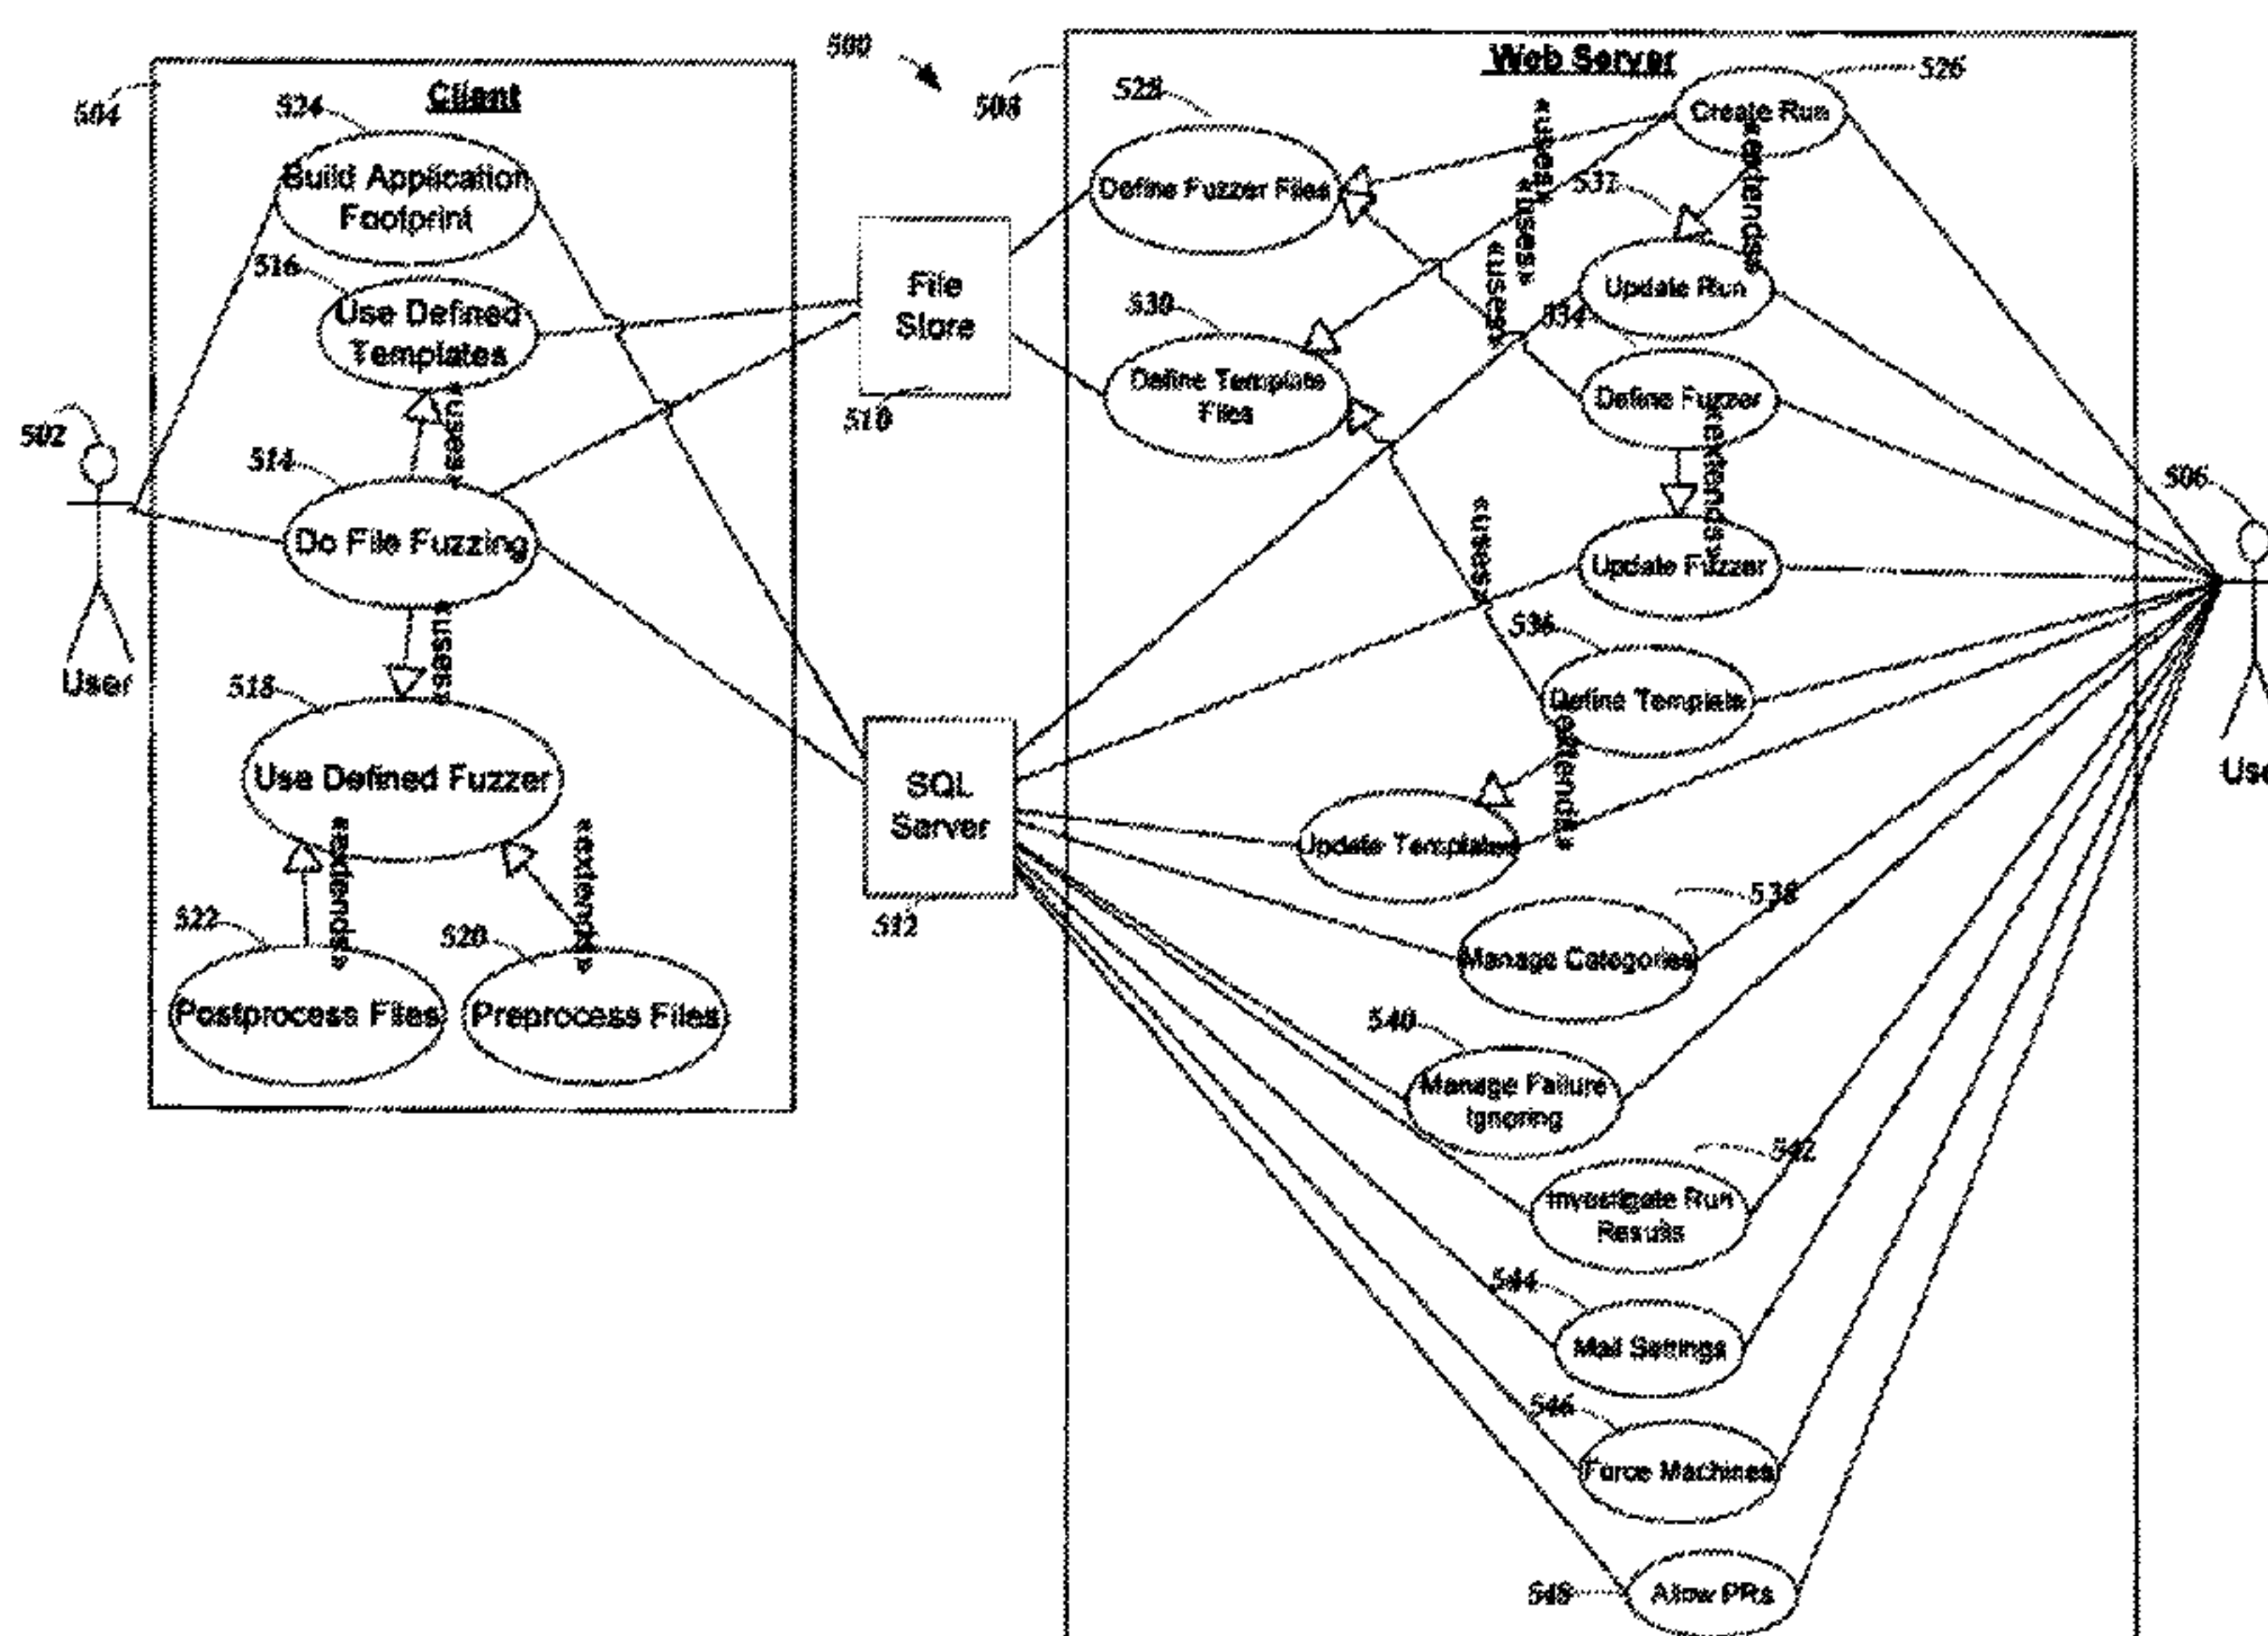 500
Client
504
524
Build Application
Footprint
516
Use Defined
Templates
«uses»
502
User
514
Do File Fuzzing
«uses»
518
Use Defined Fuzzer
«extends»
«extends»
522
520
Postprocess Files
Preprocess Files
File
Store
510
SQL
Server
512
508
Web Server
528
Define Fuzzer Files
526
Create Run
«uses»
«uses»
«uses»
532
«extends»
Update Run
530
Define Template
Files
534
Define Fuzzer
«extends»
Update Fuzzer
«uses»
506
536
Define Template
«extends»
Update Templates
538
Manage Categories
540
Manage Failure
Ignoring
542
Investigate Run
Results
544
Mail Settings
546
Force Machines
548
Allow PRs